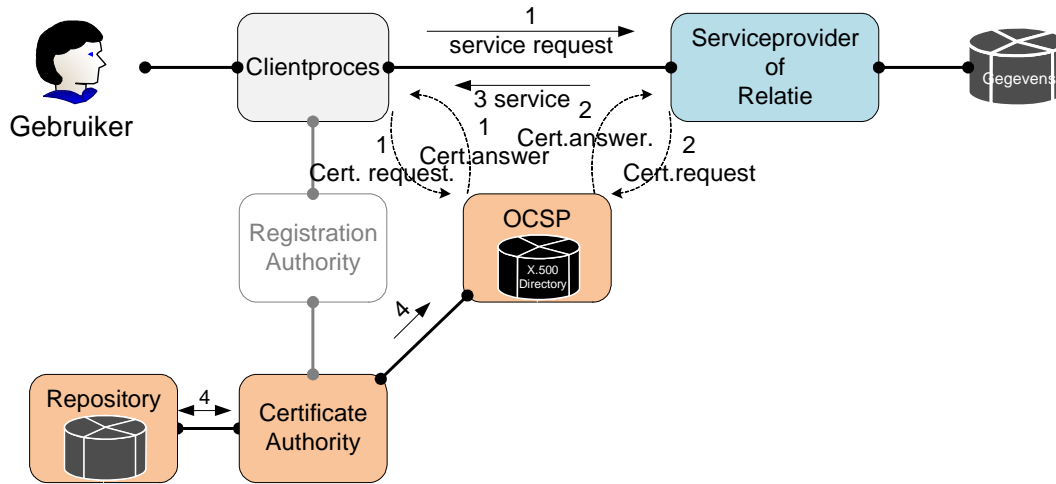 1
service request
Clientproces
Serviceprovider
of
Relatie
Gegevens
Gebruiker
3 service
1
1
Cert. request.
Cert.answer
2
Cert.answer.
2
Cert.request
Registration
Authority
OCSP
X.500
Directory
4
Repository
4
Certificate
Authority